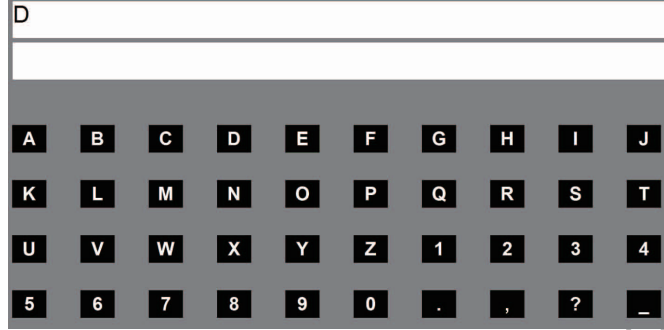 D
A B C D E F G H I J
K L M N O P Q R S T
U V W X Y Z 1 2 3 4
5 6 7 8 9 0 . , ? _